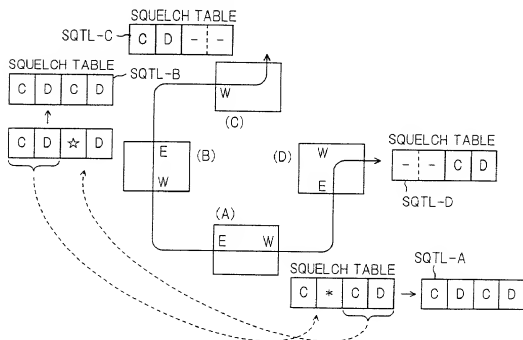 SQUELCH TABLE
SQTL-C
C D - -
SQUELCH TABLE
SQTL-B
C D C D
W
(C)
C D ☆ D
E
(B)
W
(D)
W
E
SQUELCH TABLE
- - C D
SQTL-D
(A)
E W
SQUELCH TABLE
SQTL-A
C * C D
C D C D